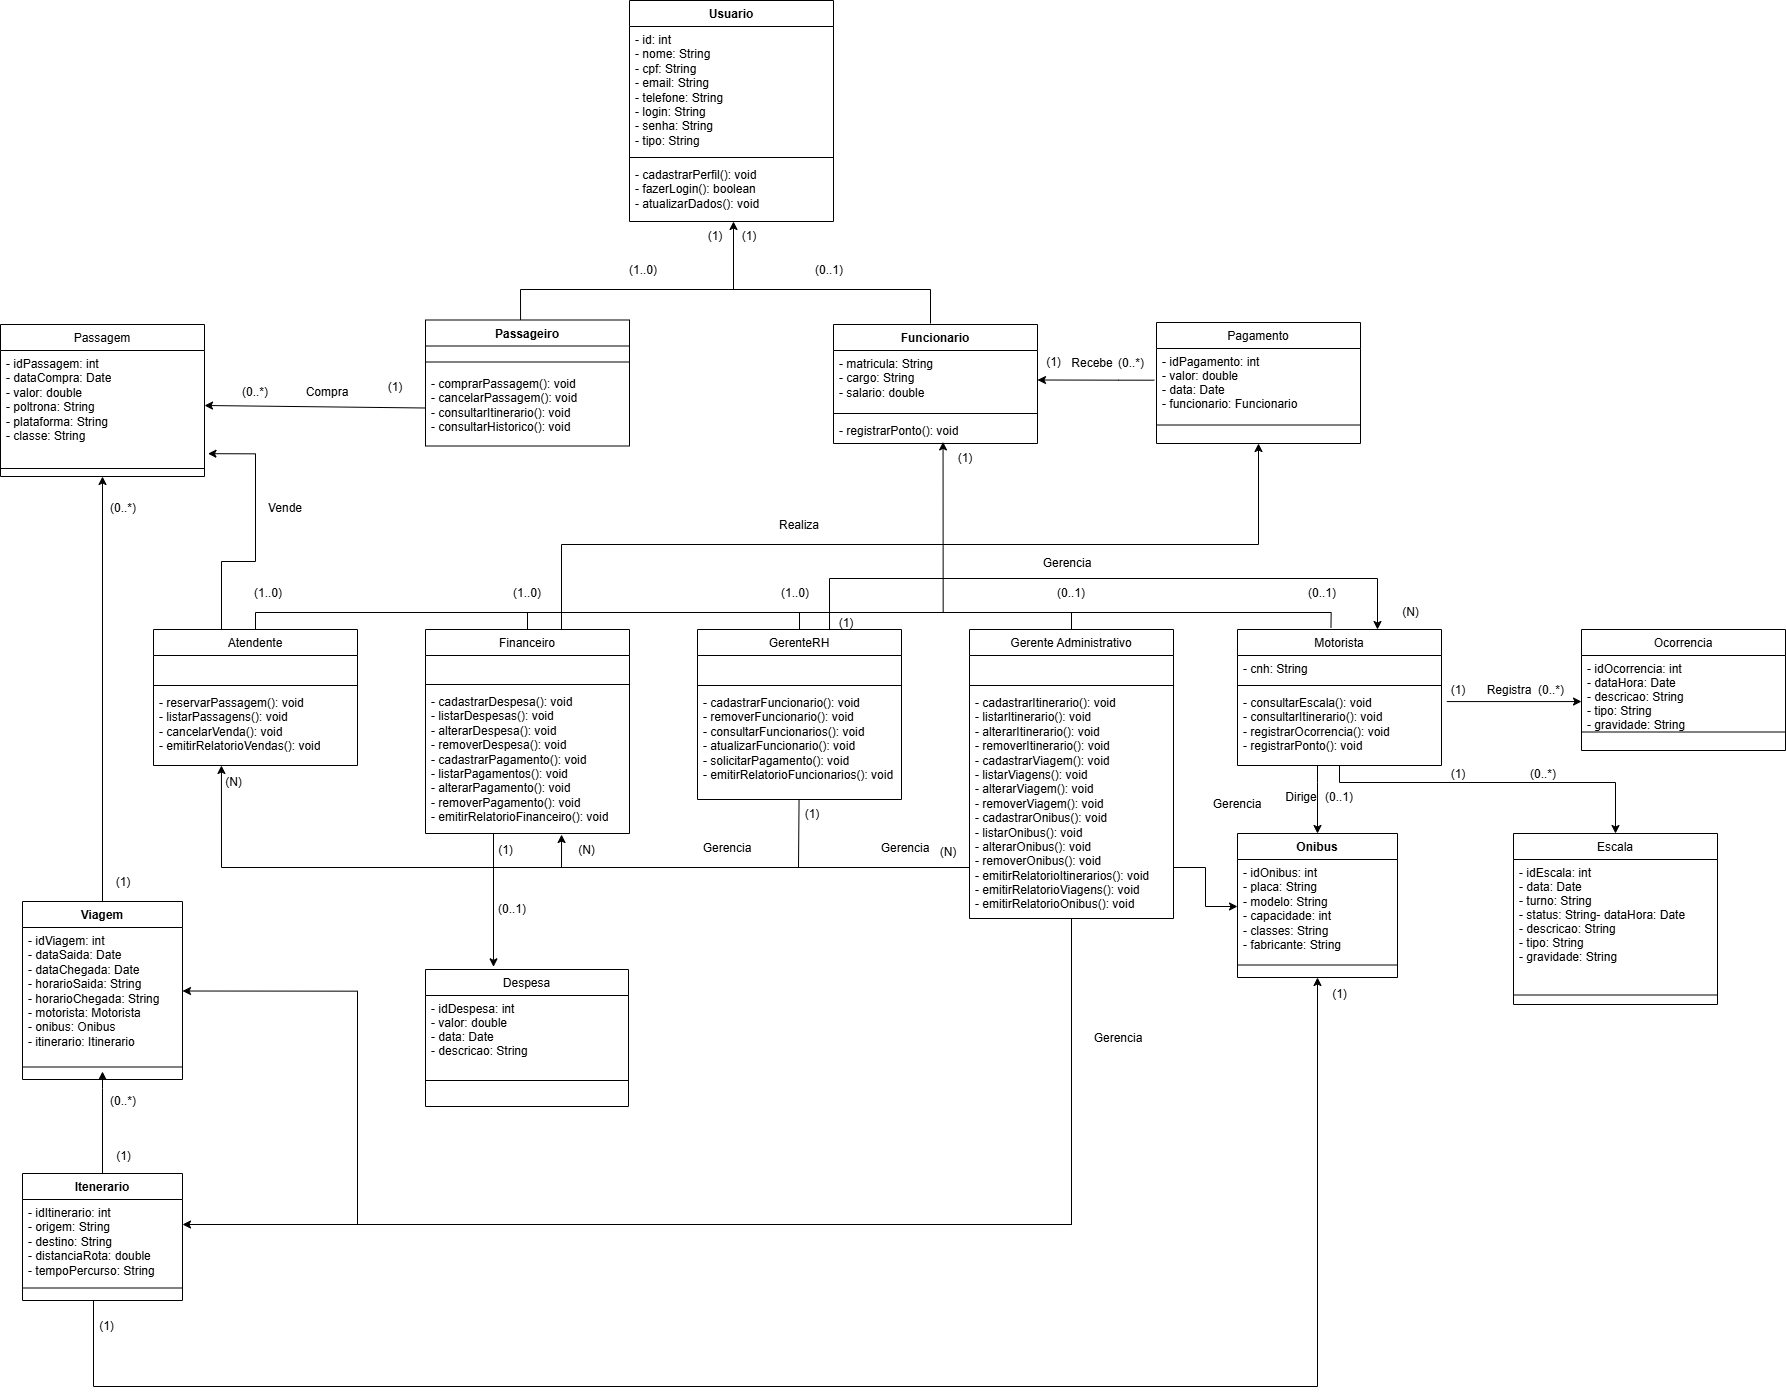 Usuario
- id: int
- nome: String
- cpf: String
- email: String
- telefone: String
- login: String
- senha: String
- tipo: String
- cadastrarPerfil(): void
- fazerLogin(): boolean
- atualizarDados(): void
(1)
(1)
(1..0)
(0..1)
Passagem
- idPassagem: int
- dataCompra: Date
- valor: double
- poltrona: String
- plataforma: String
- classe: String
(0..*)
Compra
(1)
Passageiro
- comprarPassagem(): void
- cancelarPassagem(): void
- consultarItinerario(): void
- consultarHistorico(): void
Funcionario
- matricula: String
- cargo: String
- salario: double
- registrarPonto(): void
(1)
Recebe
(0..*)
Pagamento
- idPagamento: int
- valor: double
- data: Date
- funcionario: Funcionario
(1)
(0..*)
Vende
Realiza
Gerencia
(1..0)
(1..0)
(1..0)
(0..1)
(0..1)
(N)
(1)
Atendente
- reservarPassagem(): void
- listarPassagens(): void
- cancelarVenda(): void
- emitirRelatorioVendas(): void
Financeiro
- cadastrarDespesa(): void
- listarDespesas(): void
- alterarDespesa(): void
- removerDespesa(): void
- cadastrarPagamento(): void
- listarPagamentos(): void
- alterarPagamento(): void
- removerPagamento(): void
- emitirRelatorioFinanceiro(): void
GerenteRH
- cadastrarFuncionario(): void
- removerFuncionario(): void
- consultarFuncionarios(): void
- atualizarFuncionario(): void
- solicitarPagamento(): void
- emitirRelatorioFuncionarios(): void
Gerente Administrativo
- cadastrarItinerario(): void
- listarItinerario(): void
- alterarItinerario(): void
- removerItinerario(): void
- cadastrarViagem(): void
- listarViagens(): void
- alterarViagem(): void
- removerViagem(): void
- cadastrarOnibus(): void
- listarOnibus(): void
- alterarOnibus(): void
- removerOnibus(): void
- emitirRelatorioItinerarios(): void
- emitirRelatorioViagens(): void
- emitirRelatorioOnibus(): void
Motorista
- cnh: String
- consultarEscala(): void
- consultarItinerario(): void
- registrarOcorrencia(): void
- registrarPonto(): void
(1)
Registra
(0..*)
Ocorrencia
- idOcorrencia: int
- dataHora: Date
- descricao: String
- tipo: String
- gravidade: String
(N)
(1)
(1)
(0..*)
Gerencia
Dirige
(0..1)
(1)
(N)
Gerencia
Gerencia
(N)
(0..1)
Onibus
- idOnibus: int
- placa: String
- modelo: String
- capacidade: int
- classes: String
- fabricante: String
(1)
Escala
- idEscala: int
- data: Date
- turno: String
- status: String- dataHora: Date
- descricao: String
- tipo: String
- gravidade: String
(1)
Viagem
- idViagem: int
- dataSaida: Date
- dataChegada: Date
- horarioSaida: String
- horarioChegada: String
- motorista: Motorista
- onibus: Onibus
- itinerario: Itinerario
Despesa
- idDespesa: int
- valor: double
- data: Date
- descricao: String
Gerencia
(0..*)
(1)
Itenerario
- idItinerario: int
- origem: String
- destino: String
- distanciaRota: double
- tempoPercurso: String
(1)